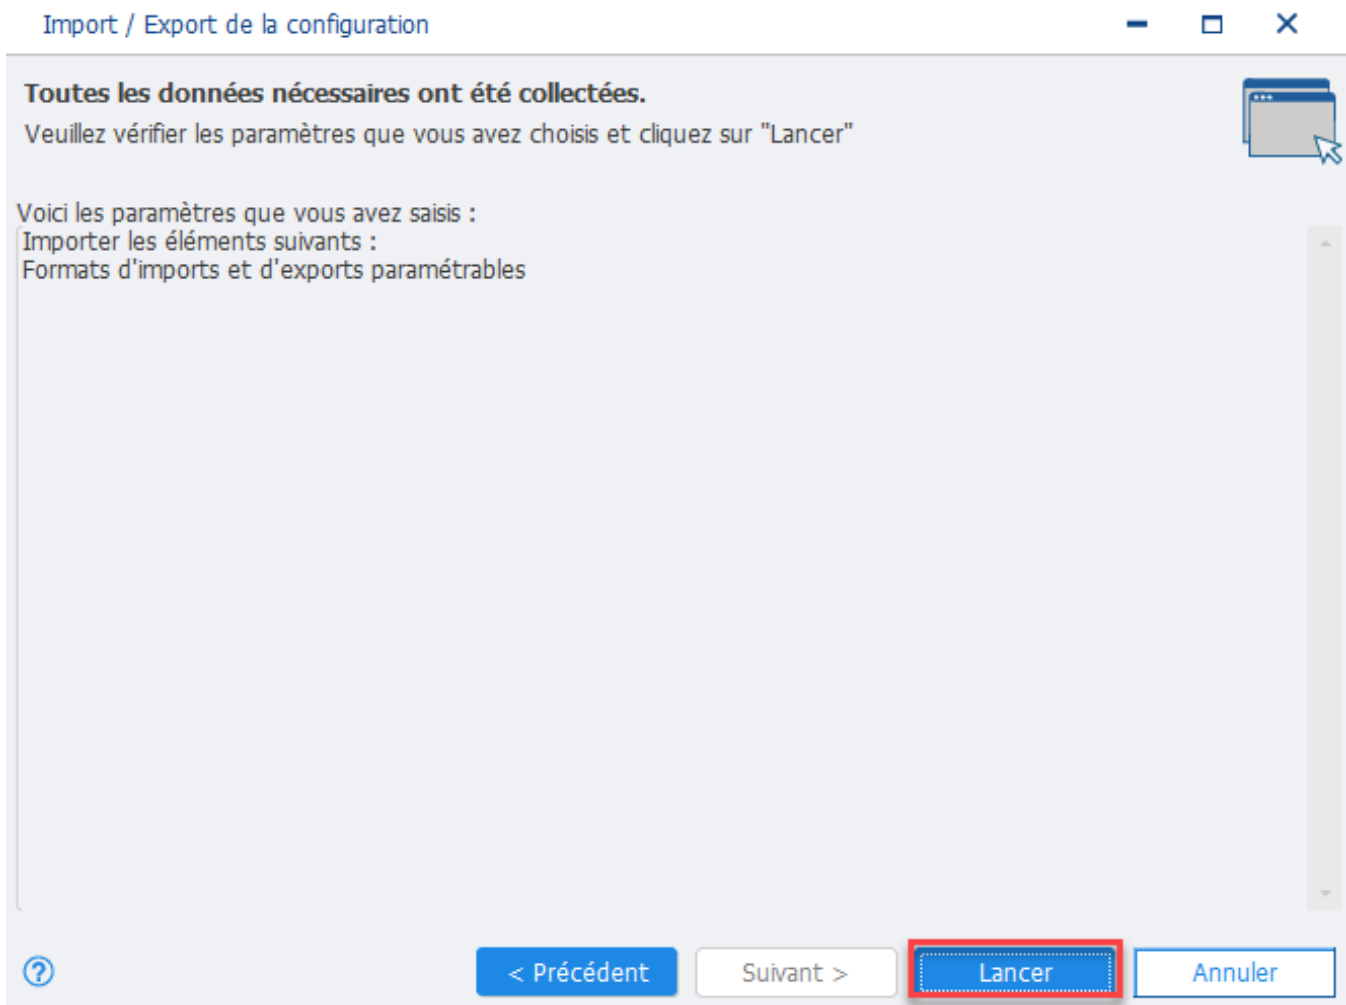 Import / Export de la configuration
Toutes les données nécessaires ont été collectées.
Veuillez vérifier les paramètres que vous avez choisis et cliquez sur "Lancer"
Voici les paramètres que vous avez saisis :
Importer les éléments suivants :
Formats d'imports et d'exports paramétrables
? < Précédent Suivant > Lancer Annuler